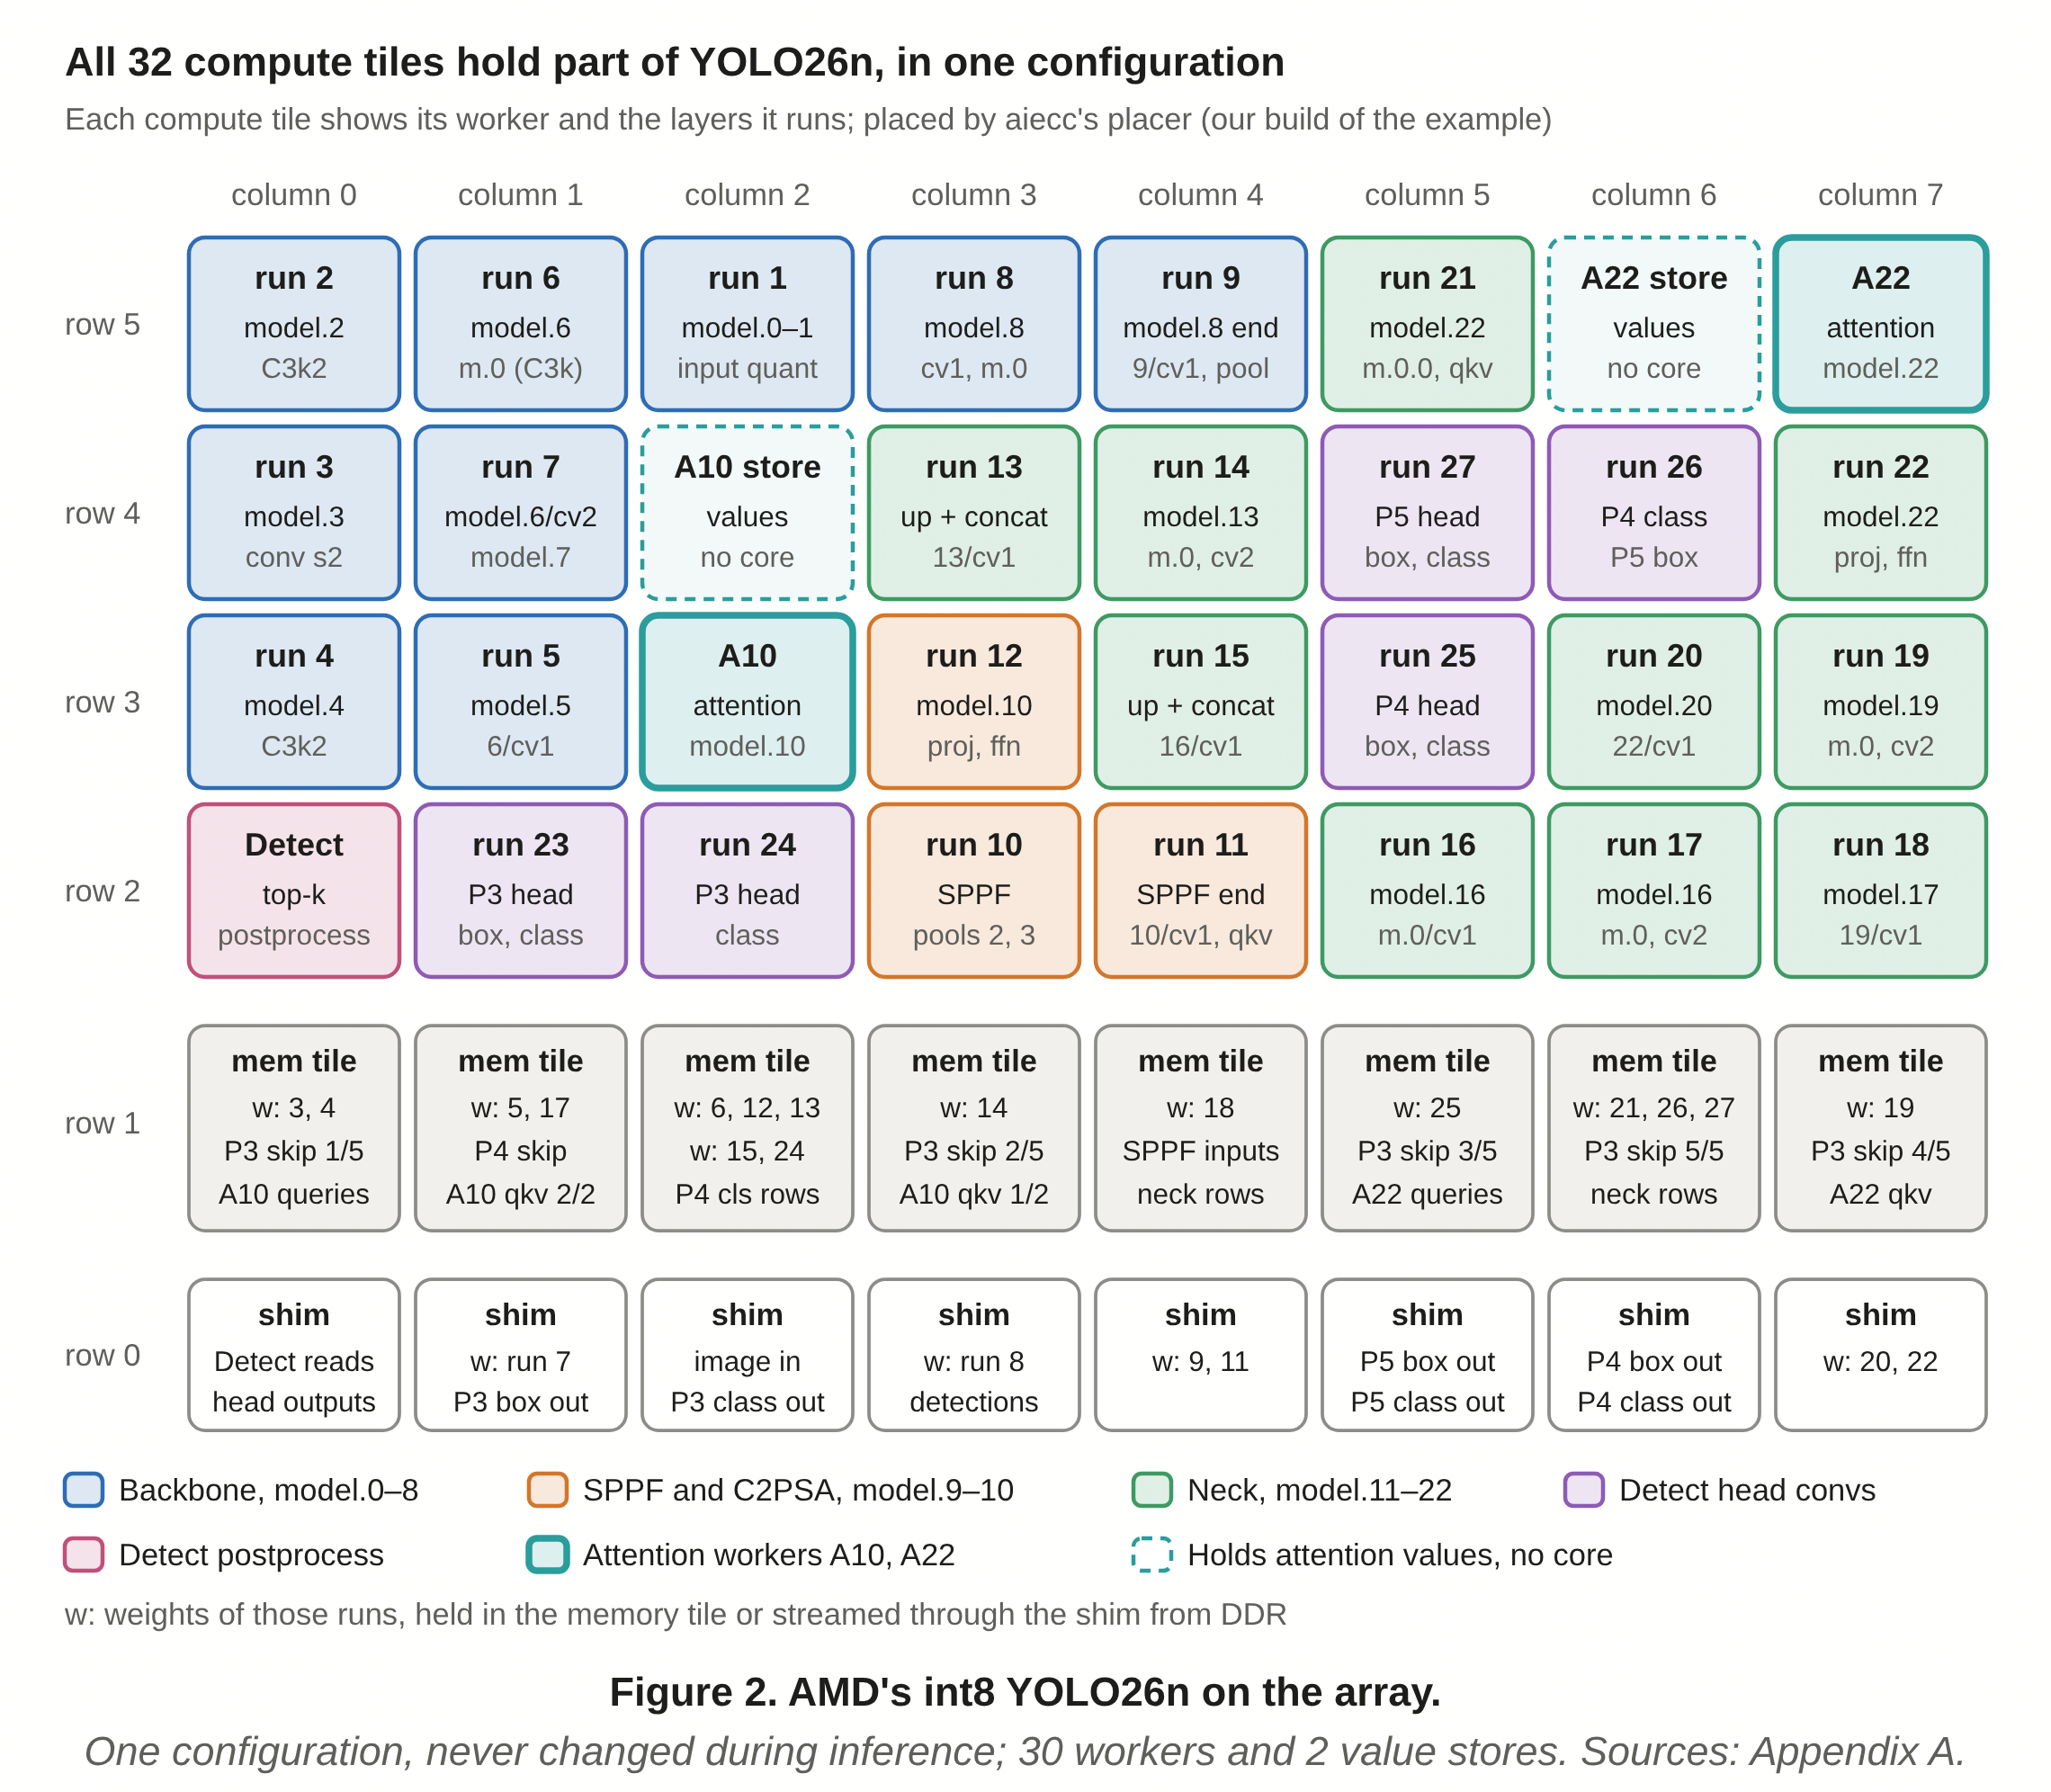 All 32 compute tiles hold part of YOLO26n, in one configuration
Each compute tile shows its worker and the layers it runs; placed by aiecc's placer (our build of the example)
column 0 column 1 column 2 column 3 column 4 column 5 column 6 column 7
row 5
run 2
model.2
C3k2
run 6
model.6
m.0 (C3k)
run 1
model.0–1
input quant
run 8
model.8
cv1, m.0
run 9
model.8 end
9/cv1, pool
run 21
model.22
m.0.0, qkv
A22 store
values
no core
A22
attention
model.22
row 4
run 3
model.3
conv s2
run 7
model.6/cv2
model.7
A10 store
values
no core
run 13
up + concat
13/cv1
run 14
model.13
m.0, cv2
run 27
P5 head
box, class
run 26
P4 class
P5 box
run 22
model.22
proj, ffn
row 3
run 4
model.4
C3k2
run 5
model.5
6/cv1
A10
attention
model.10
run 12
model.10
proj, ffn
run 15
up + concat
16/cv1
run 25
P4 head
box, class
run 20
model.20
22/cv1
run 19
model.19
m.0, cv2
row 2
Detect
top-k
postprocess
run 23
P3 head
box, class
run 24
P3 head
class
run 10
SPPF
pools 2, 3
run 11
SPPF end
10/cv1, qkv
run 16
model.16
m.0/cv1
run 17
model.16
m.0, cv2
run 18
model.17
19/cv1
row 1
mem tile
w: 3, 4
P3 skip 1/5
A10 queries
mem tile
w: 5, 17
P4 skip
A10 qkv 2/2
mem tile
w: 6, 12, 13
w: 15, 24
P4 cls rows
mem tile
w: 14
P3 skip 2/5
A10 qkv 1/2
mem tile
w: 18
SPPF inputs
neck rows
mem tile
w: 25
P3 skip 3/5
A22 queries
mem tile
w: 21, 26, 27
P3 skip 5/5
neck rows
mem tile
w: 19
P3 skip 4/5
A22 qkv
row 0
shim
Detect reads
head outputs
shim
w: run 7
P3 box out
shim
image in
P3 class out
shim
w: run 8
detections
shim
w: 9, 11
shim
P5 box out
P5 class out
shim
P4 box out
P4 class out
shim
w: 20, 22
Backbone, model.0–8
SPPF and C2PSA, model.9–10
Neck, model.11–22
Detect head convs
Detect postprocess
Attention workers A10, A22
Holds attention values, no core
w: weights of those runs, held in the memory tile or streamed through the shim from DDR
Figure 2. AMD's int8 YOLO26n on the array.
One configuration, never changed during inference; 30 workers and 2 value stores. Sources: Appendix A.